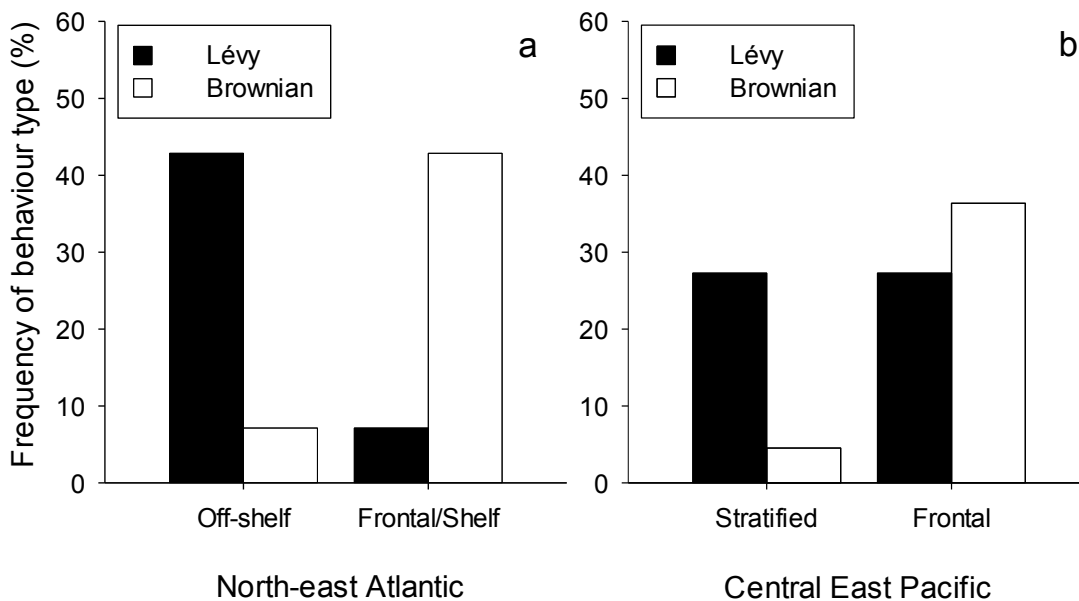 Frequency of behaviour type (%)
60
50
40
30
20
10
0
Lévy
Brownian
a
Off-shelf
Frontal/Shelf
North-east Atlantic
60
50
40
30
20
10
0
Lévy
Brownian
b
Stratified
Frontal
Central East Pacific